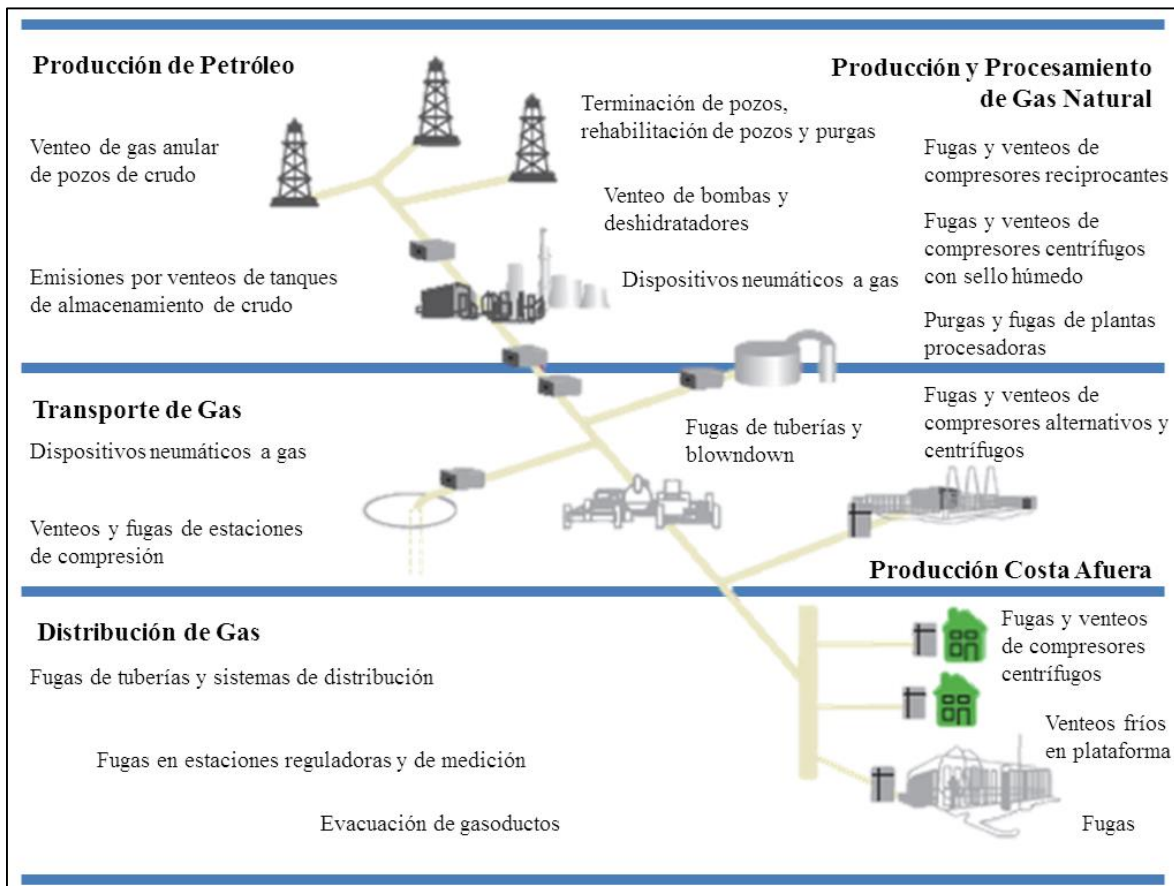 Producción de Petróleo
Venteo de gas anular
de pozos de crudo
Emisiones por venteos de tanques
de almacenamiento de crudo
Terminación de pozos,
rehabilitación de pozos y purgas
Venteo de bombas y
deshidratadores
Dispositivos neumáticos a gas
Producción y Procesamiento
de Gas Natural
Fugas y venteos de
compresores reciprocantes
Fugas y venteos de
compresores centrífugos
con sello húmedo
Purgas y fugas de plantas
procesadoras
Transporte de Gas
Dispositivos neumáticos a gas
Venteos y fugas de estaciones
de compresión
Fugas de tuberías y
blowndown
Fugas y venteos de
compresores alternativos y
centrífugos
Producción Costa Afuera
Distribución de Gas
Fugas de tuberías y sistemas de distribución
Fugas en estaciones reguladoras y de medición
Evacuación de gasoductos
Fugas y venteos
de compresores
centrífugos
Venteos fríos
en plataforma
Fugas